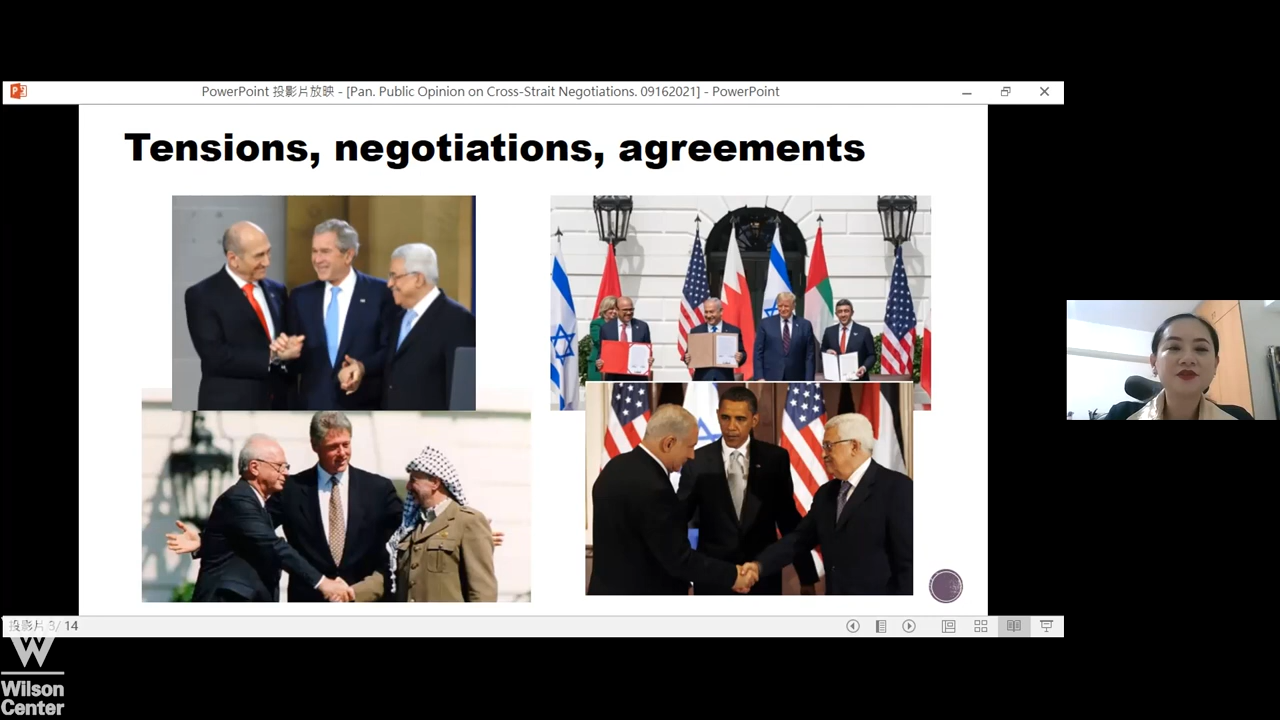 PowerPoint 投影片放映 - [Pan. Public Opinion on Cross-Strait Negotiations. 09162021] - PowerPoint
Tensions, negotiations, agreements
投影片 3/ 14
Wilson
Center